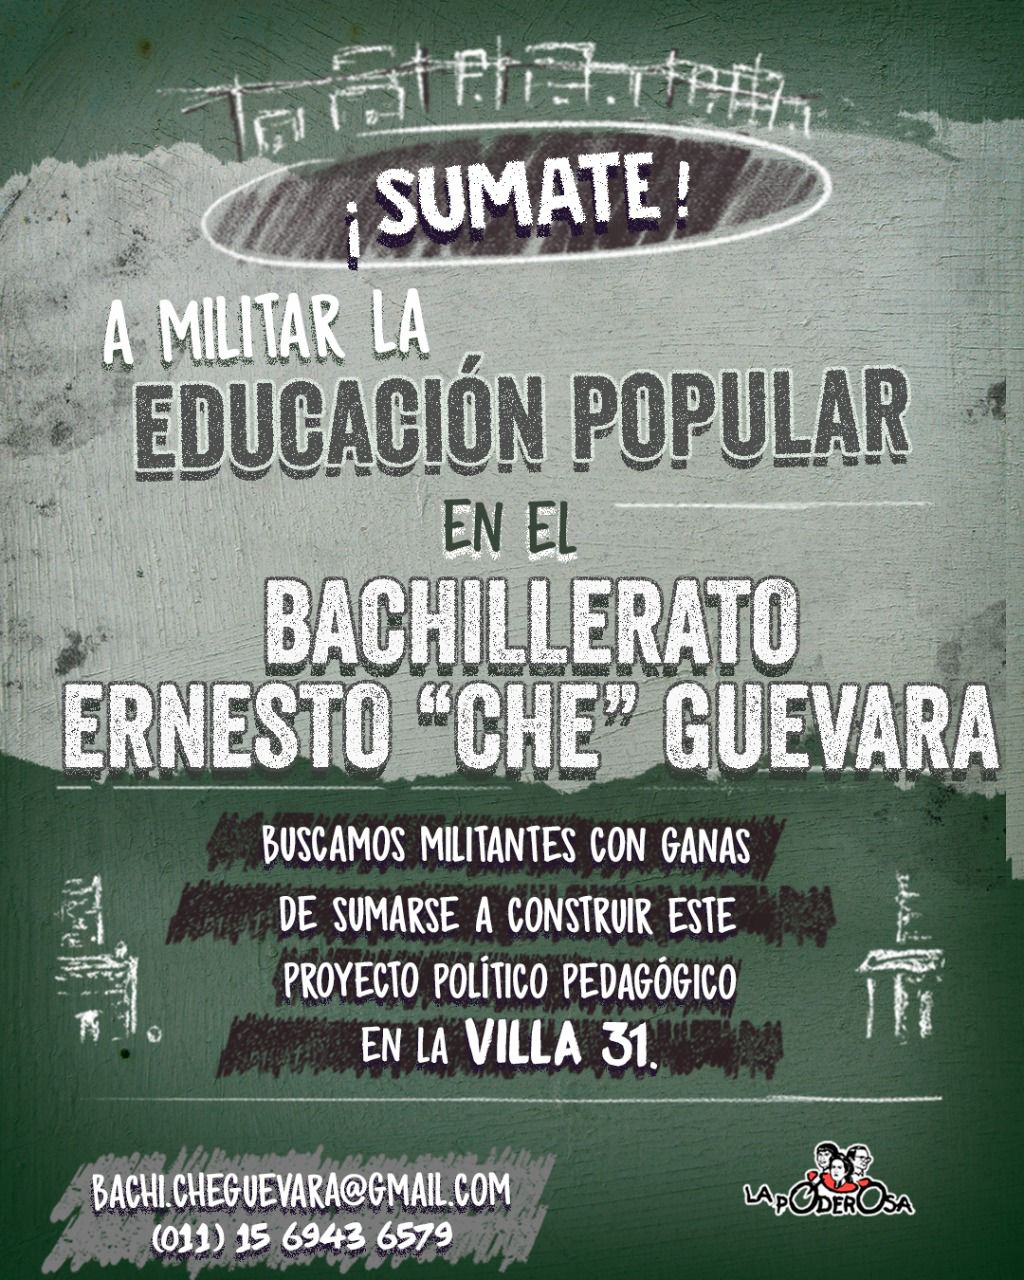 ¡SUMATE!
A MILITAR LA
EDUCACIÓN POPULAR
EN EL
BACHILLERATO
ERNESTO “CHE” GUEVARA
BUSCAMOS MILITANTES CON GANAS
DE SUMARSE A CONSTRUIR ESTE
PROYECTO POLÍTICO PEDAGÓGICO
EN LA VILLA 31.
BACHI.CHEGUEVARA@GMAIL.COM
(011) 15 6943 6579
LA PODEROSA